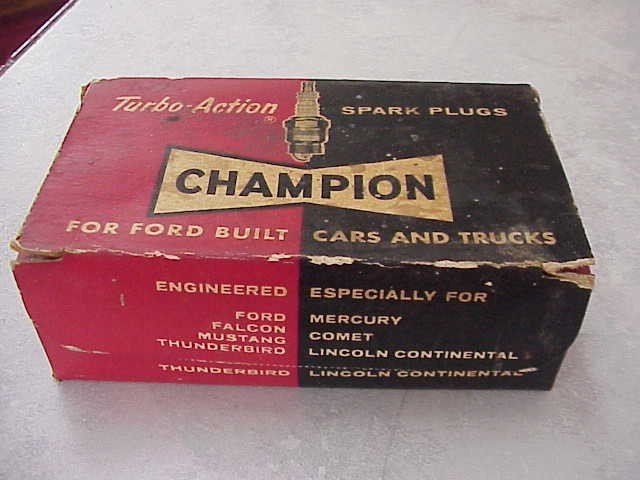 Turbo-Action ® SPARK PLUGS
CHAMPION
FOR FORD BUILT CARS AND TRUCKS
ENGINEERED ESPECIALLY FOR
FORD MERCURY
FALCON COMET
MUSTANG LINCOLN CONTINENTAL
THUNDERBIRD
THUNDERBIRD LINCOLN CONTINENTAL